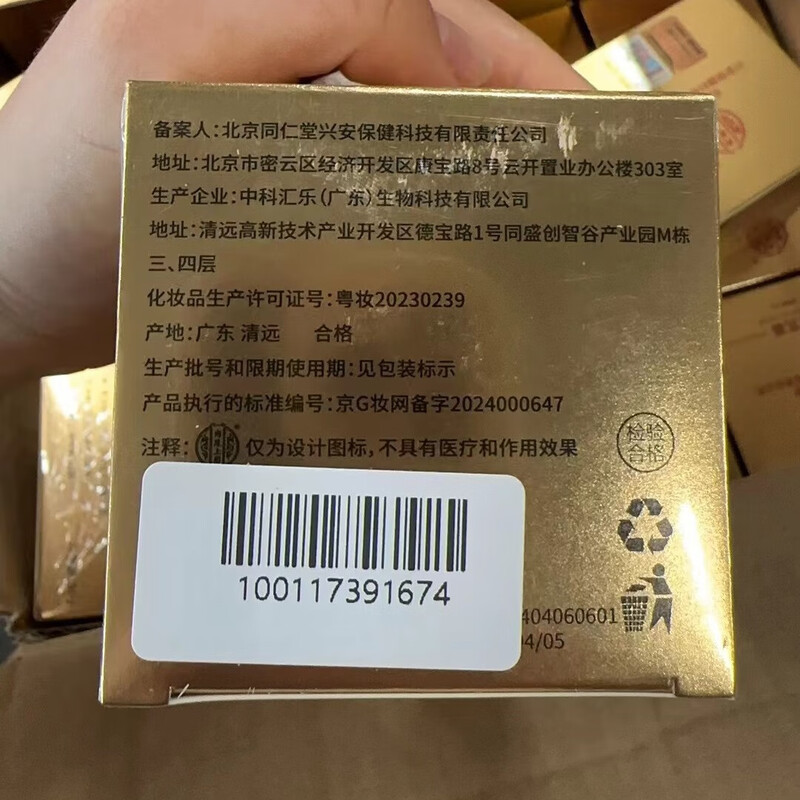 备案人:北京同仁堂兴安保健科技有限责任公司
地址:北京市密云区经济开发区康宝路8号云开置业办公楼303室
生产企业:中科汇乐(广东)生物科技有限公司
地址:清远高新技术产业开发区德宝路1号同盛创智谷产业园M栋
三、四层
化妆品生产许可证号:粤妆20230239
产地:广东 清远 合格
生产批号和限期使用期:见包装标示
产品执行的标准编号:京G妆网备字2024000647
注释: 仅为设计图标,不具有医疗和作用效果
检验
合格
100117391674
404060601
04/05